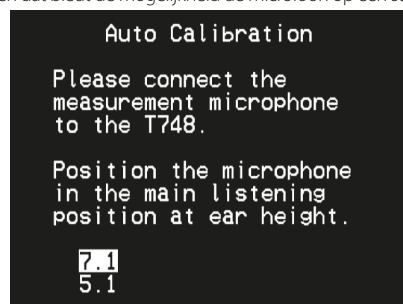 Auto Calibration
Please connect the
measurement microphone
to the T748.
Position the microphone
in the main listening
position at ear height.
7.1
5.1